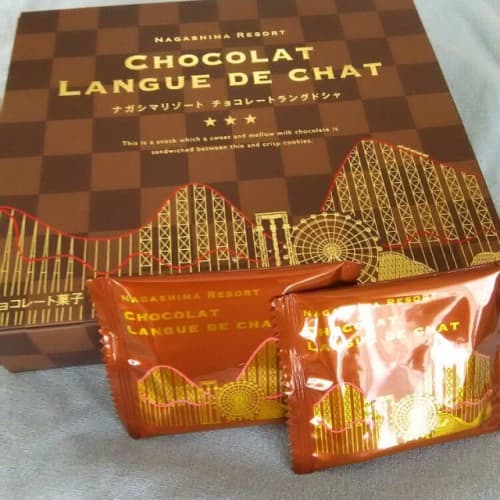 NAGASHIMA RESORT
CHOCOLAT
LANGUE DE CHAT
ナガシマリゾート チョコレートラングドシャ
This is a snack which a sweet and mellow milk chocolate is
sandwiched between thin and crisp cookies.
チョコレート菓子
NAGASHIMA RESORT
CHOCOLAT
LANGUE DE CHAT
NAGASHIMA RESORT
CHOCOLAT
LANGUE DE CHAT